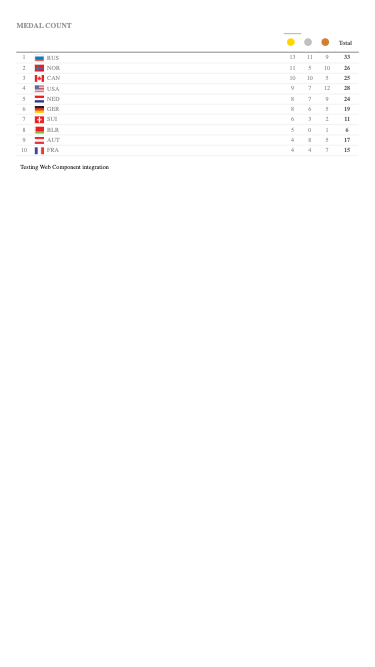 MEDAL COUNT
Total
1 RUS 13 11 9 33
2 NOR 11 5 10 26
3 CAN 10 10 5 25
4 USA 9 7 12 28
5 NED 8 7 9 24
6 GER 8 6 5 19
7 SUI 6 3 2 11
8 BLR 5 0 1 6
9 AUT 4 8 5 17
10 FRA 4 4 7 15
Testing Web Component integration